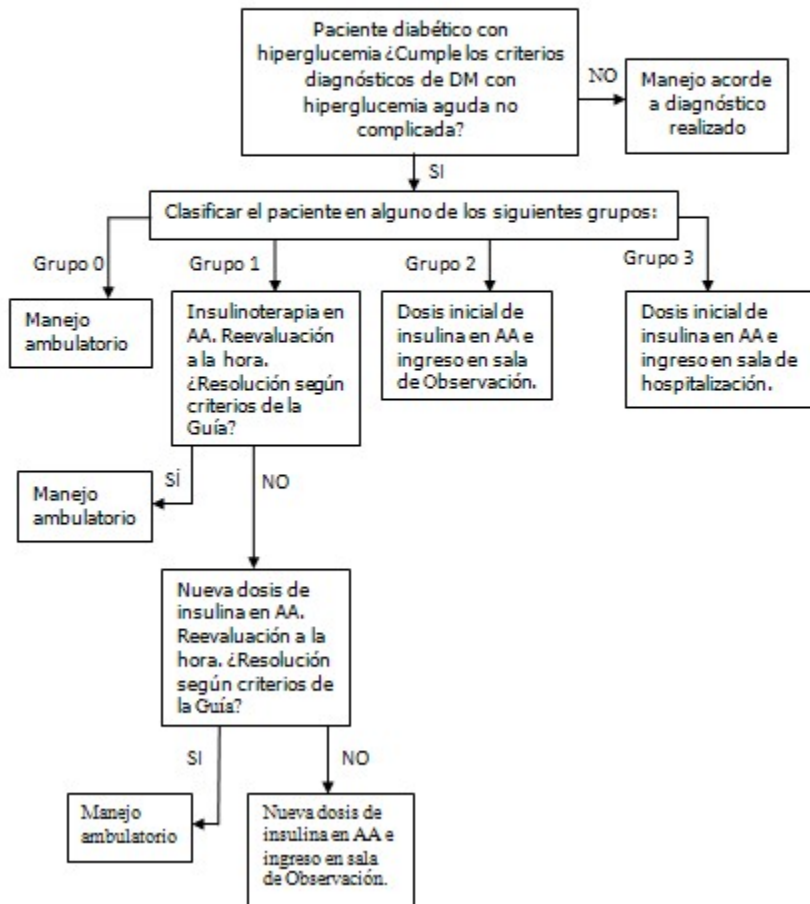 Paciente diabético con
hiperglucemia ¿Cumple los criterios
diagnósticos de DM con
hiperglucemia aguda no
complicada?
NO
Manejo acorde
a diagnóstico
realizado
SI
Clasificar el paciente en alguno de los siguientes grupos:
Grupo 0
Grupo 1
Grupo 2
Grupo 3
Manejo
ambulatorio
Insulinoterapia en
AA. Reevaluación
a la hora.
¿Resolución según
criterios de la
Guía?
Dosis inicial de
insulina en AA e
ingreso en sala
de Observación.
Dosis inicial de
insulina en AA e
ingreso en sala de
hospitalización.
SÍ
NO
Manejo
ambulatorio
Nueva dosis de
insulina en AA.
Reevaluación a la
hora. ¿Resolución
según criterios de
la Guía?
SI
NO
Manejo
ambulatorio
Nueva dosis de
insulina en AA e
ingreso en sala
de Observación.